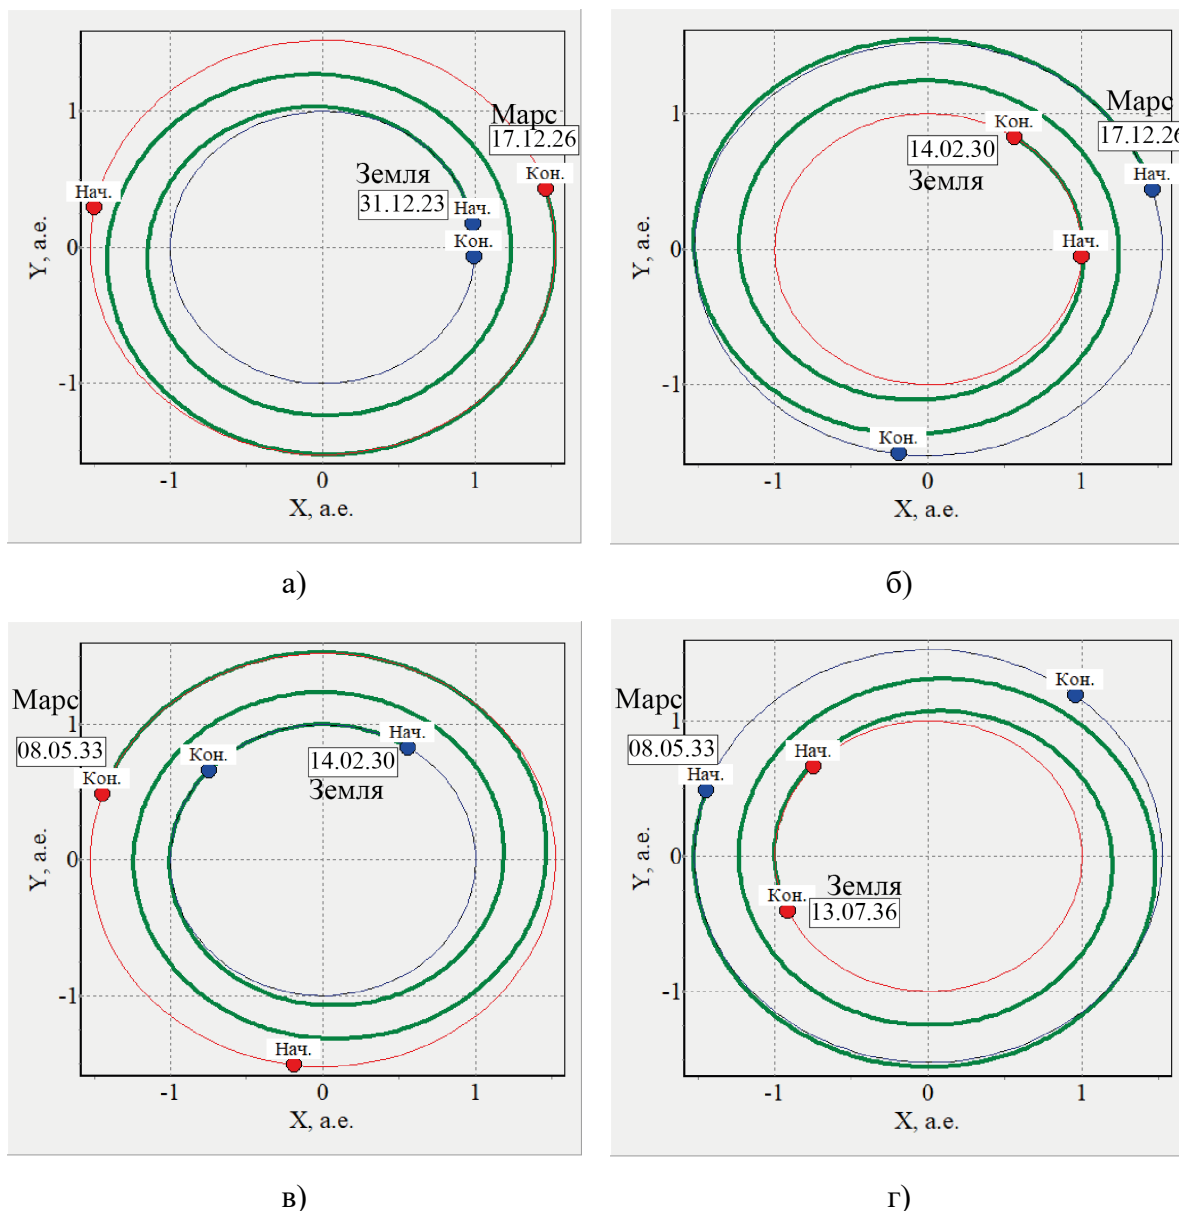 Марс
17.12.26
Кон.
Нач.
Земля
31.12.23
Нач.
Кон.
1
0
-1
Y, а.е.
-1
0
1
X, а.е.
а)
Марс
17.12.26
Нач.
Кон.
14.02.30
Земля
Нач.
Кон.
1
0
-1
Y, а.е.
-1
0
1
X, а.е.
б)
Марс
08.05.33
Кон.
Кон.
Нач.
14.02.30
Земля
Нач.
1
0
-1
Y, а.е.
-1
0
1
X, а.е.
в)
Марс
08.05.33
Нач.
Нач.
Кон.
Кон.
Земля
13.07.36
1
0
-1
Y, а.е.
-1
0
1
X, а.е.
г)